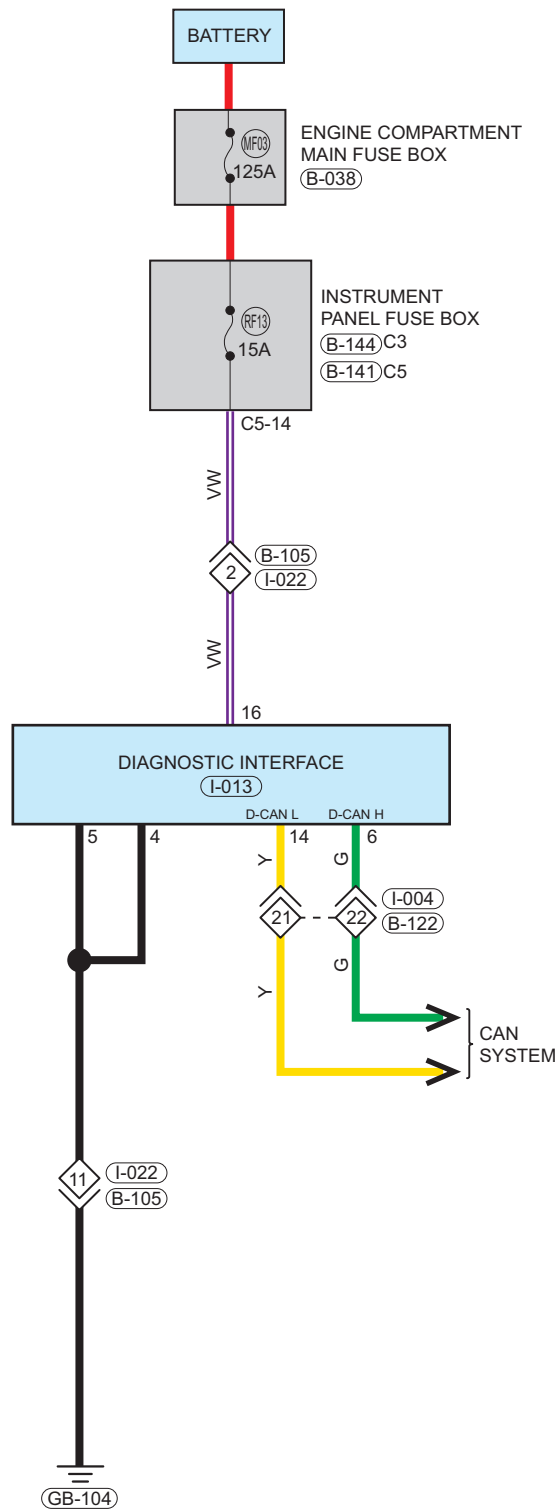 BATTERY
MF03
125A
ENGINE COMPARTMENT
MAIN FUSE BOX
B-038
RF13
15A
INSTRUMENT
PANEL FUSE BOX
B-144 C3
B-141 C5
C5-14
VW
2
B-105
I-022
VW
16
DIAGNOSTIC INTERFACE
I-013
D-CAN L D-CAN H
5 4 14 6
Y G
21 22
I-004
B-122
Y G
CAN
SYSTEM
11
I-022
B-105
GB-104